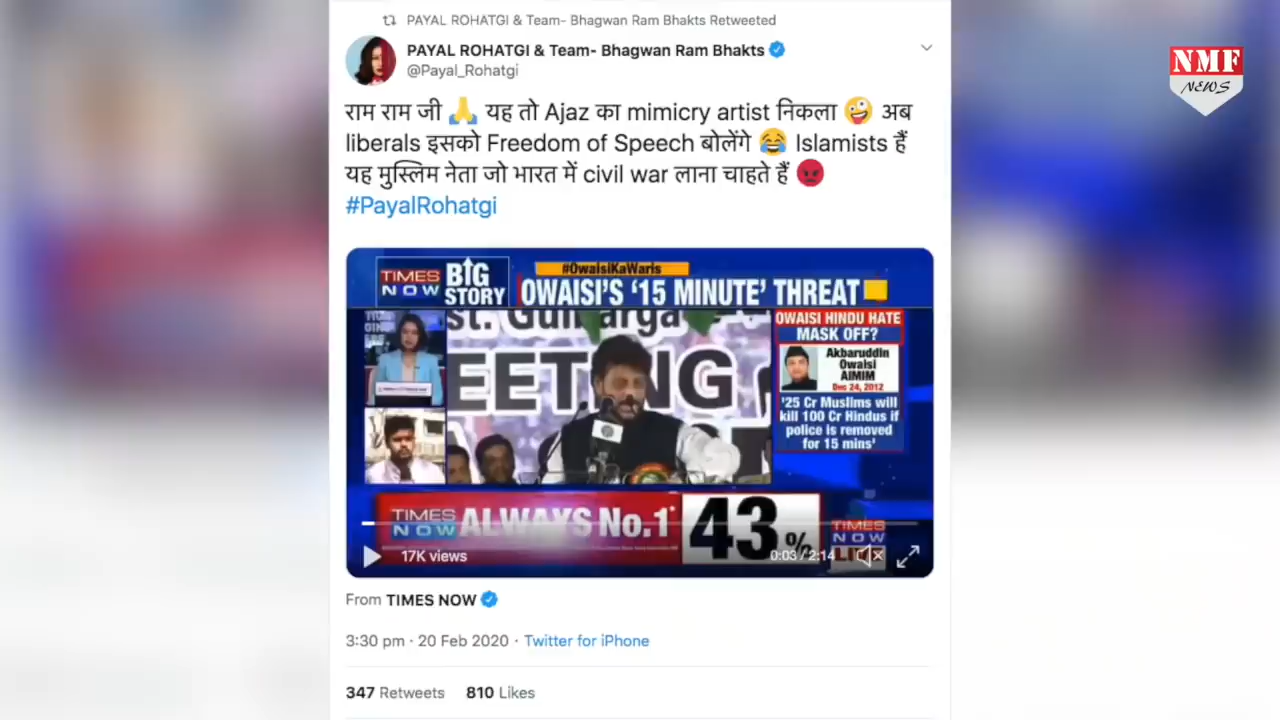 PAYAL ROHATGI & Team- Bhagwan Ram Bhakts Retweeted
PAYAL ROHATGI & Team- Bhagwan Ram Bhakts
@Payal_Rohatgi
NMF
NEWS
राम राम जी 🙏 यह तो Ajaz का mimicry artist निकला 🤪 अब
liberals इसको Freedom of Speech बोलेंगे 😂 Islamists हैं
यह मुस्लिम नेता जो भारत में civil war लाना चाहते हैं 😡
#PayalRohatgi
TIMES NOW
BIG STORY
#OwaisiKaWaris
OWAISI'S '15 MINUTE' THREAT
OWAISI HINDU HATE
MASK OFF?
Akbaruddin
Owaisi
AIMIM
Dec 24, 2012
'25 Cr Muslims will
kill 100 Cr Hindus if
police is removed
for 15 mins'
TIMES NOW
ALWAYS No.1*
43%
TIMES
NOW
17K views
0:03 / 2:14
From TIMES NOW
3:30 pm · 20 Feb 2020 · Twitter for iPhone
347 Retweets 810 Likes